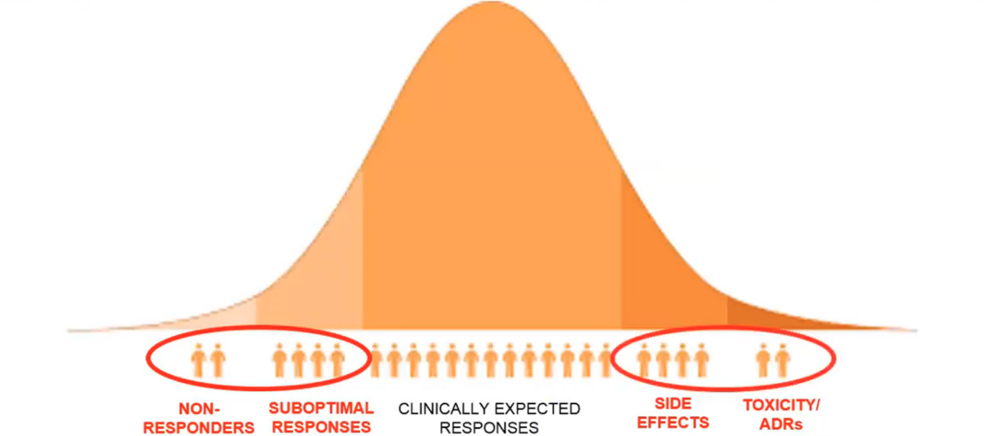 NON-
RESPONDERS
SUBOPTIMAL
RESPONSES
CLINICALLY EXPECTED
RESPONSES
SIDE
EFFECTS
TOXICITY/
ADRs